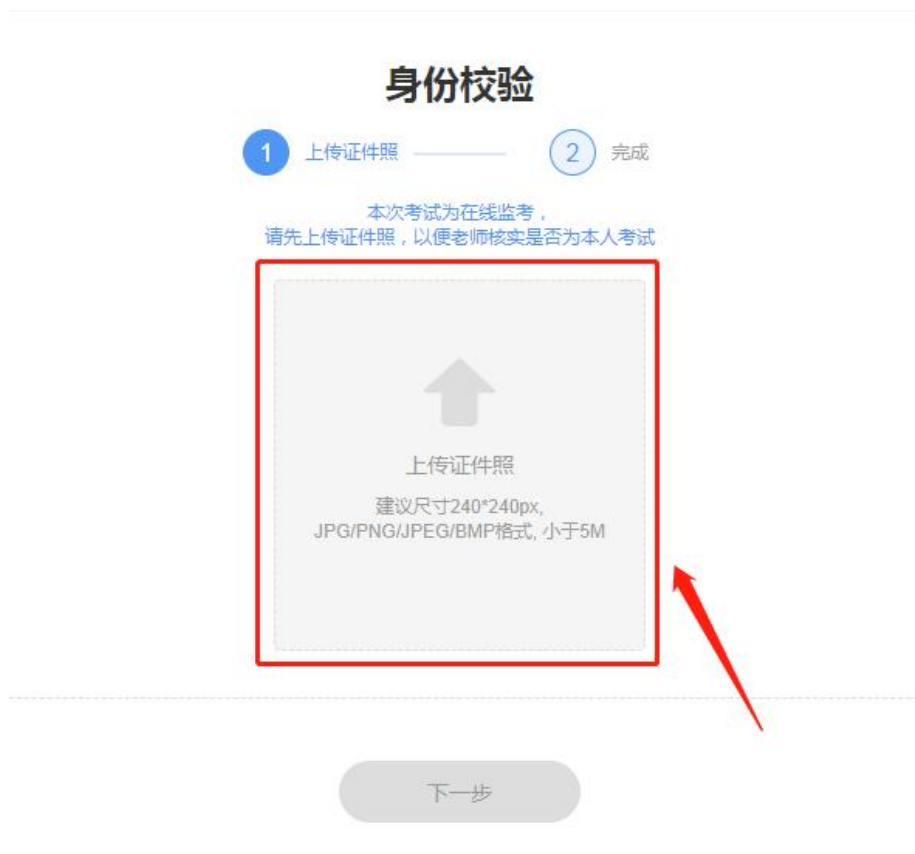 身份校验
1 上传证件照 2 完成
本次考试为在线监考，
请先上传证件照，以便老师核实是否为本人考试
上传证件照
建议尺寸240*240px,
JPG/PNG/JPEG/BMP格式, 小于5M
下一步